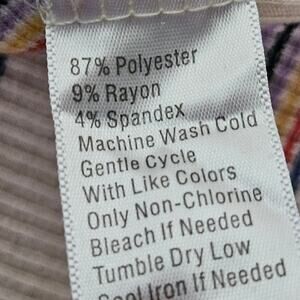 87% Polyester
9% Rayon
4% Spandex
Machine Wash Cold
Gentle Cycle
With Like Colors
Only Non-Chlorine
Bleach If Needed
Tumble Dry Low
Cool Iron If Needed